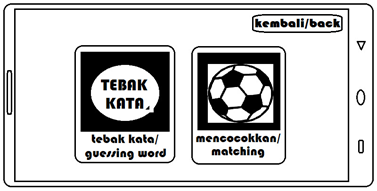 kembali/back
TEBAK
KATA
tebak kata/
guessing word
mencocokkan/
matching